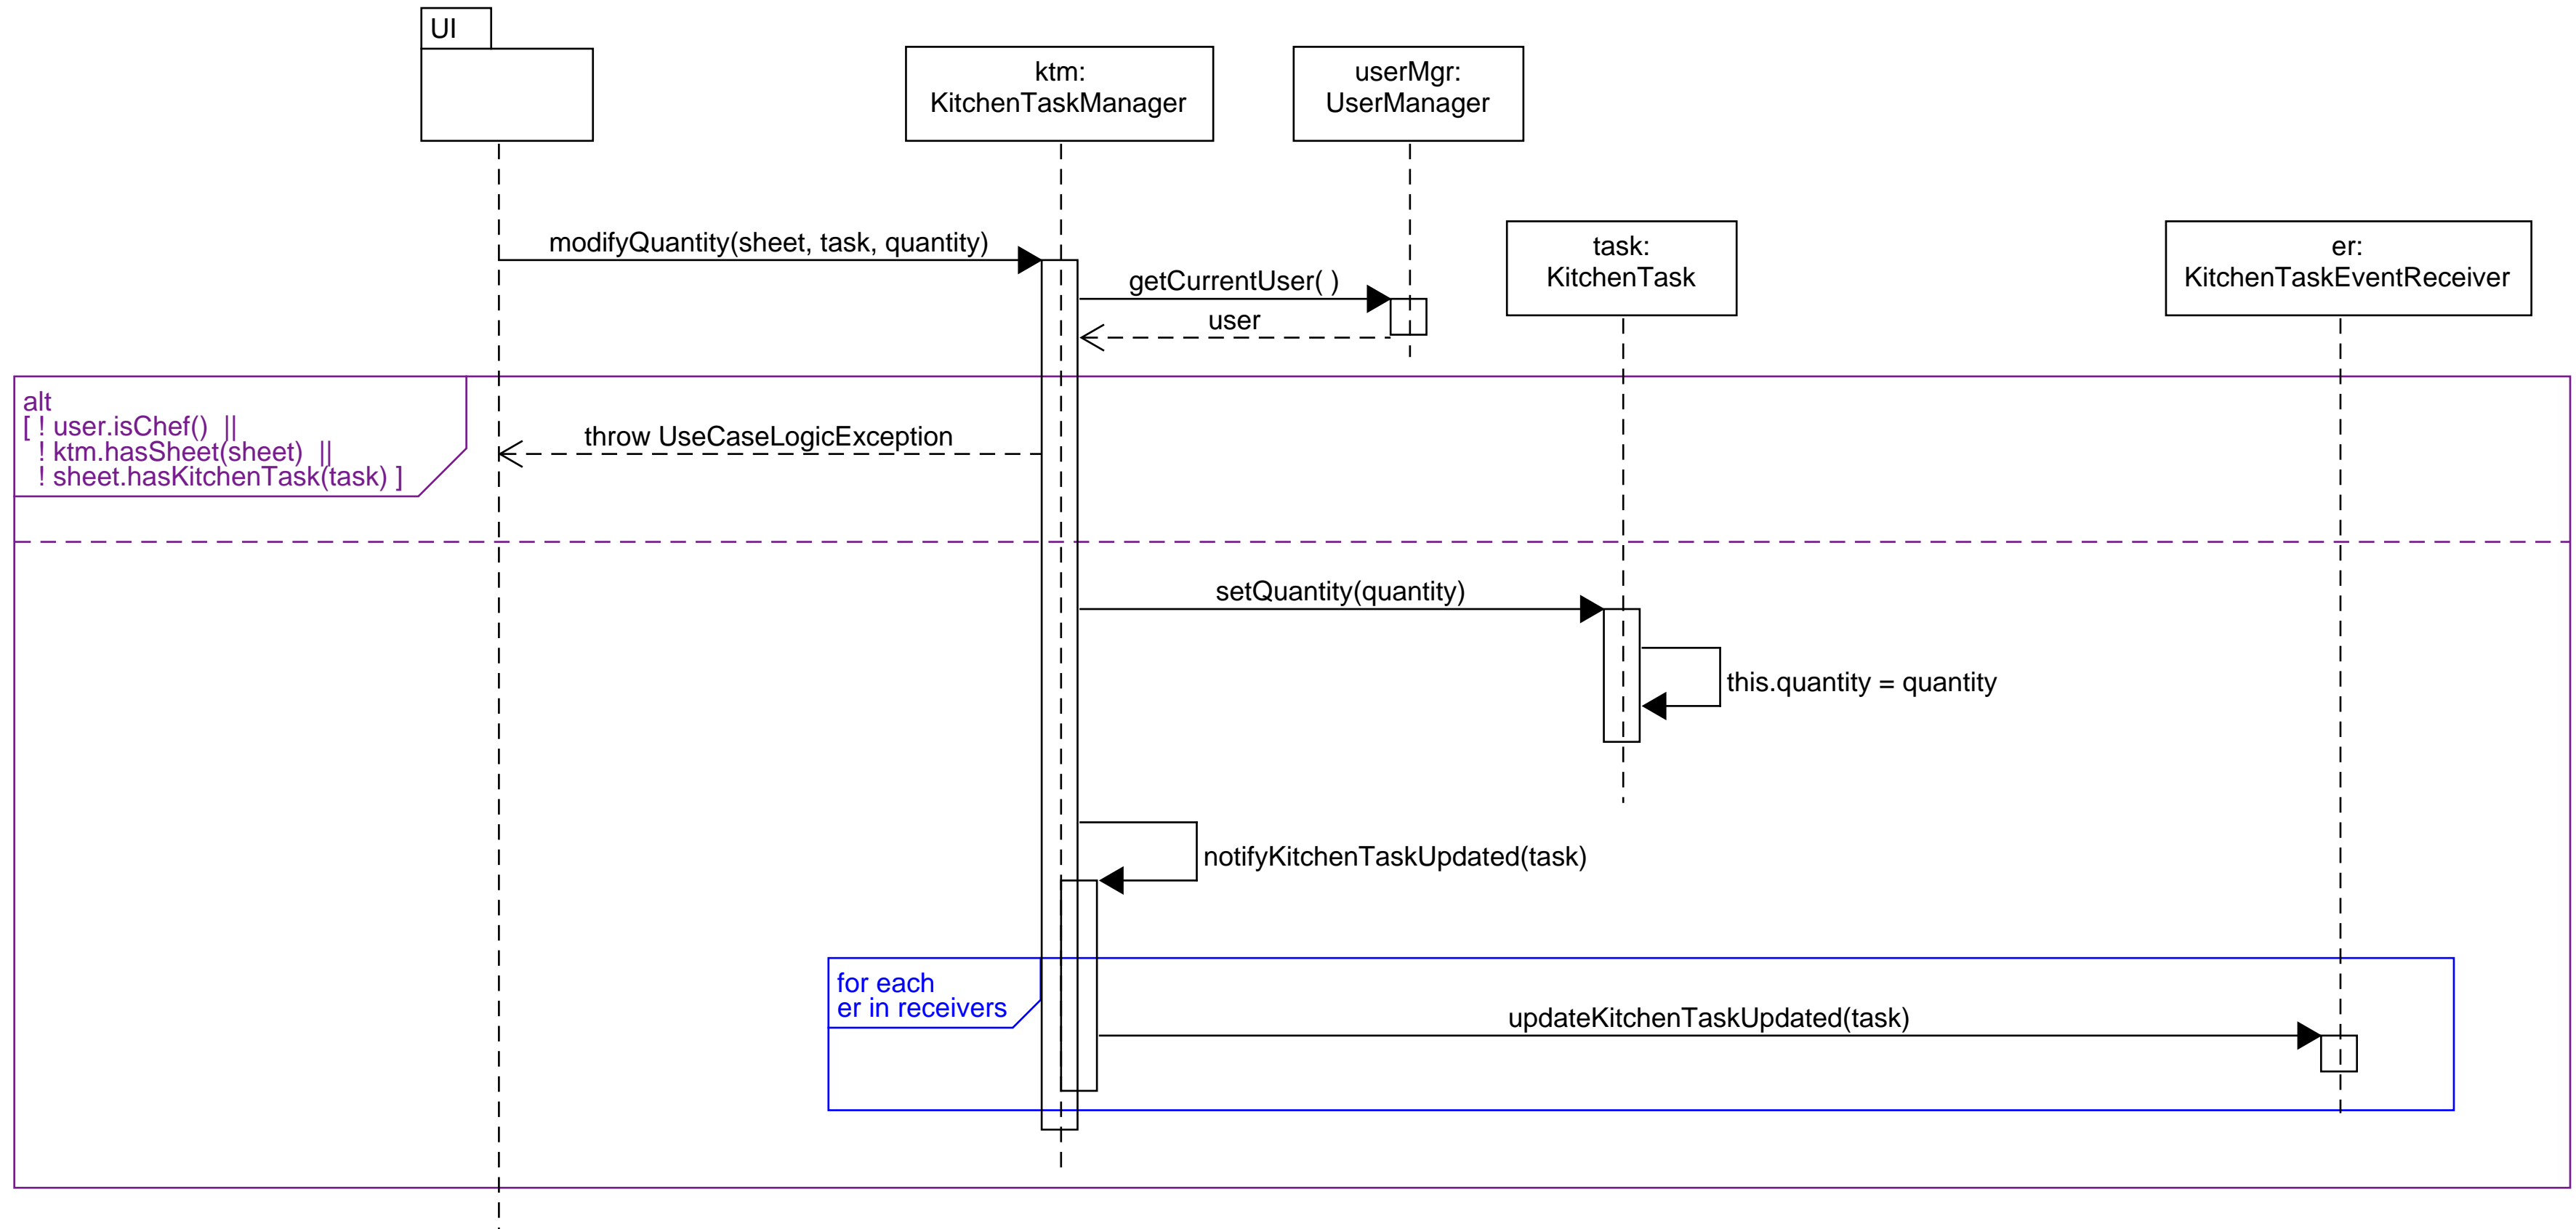 UI
ktm:
KitchenTaskManager
userMgr:
UserManager
modifyQuantity(sheet, task, quantity)
task:
KitchenTask
er:
KitchenTaskEventReceiver
getCurrentUser( )
user
alt
[ ! user.isChef()  ||
! ktm.hasSheet(sheet)  ||
! sheet.hasKitchenTask(task) ]
throw UseCaseLogicException
setQuantity(quantity)
this.quantity = quantity
notifyKitchenTaskUpdated(task)
for each
er in receivers
updateKitchenTaskUpdated(task)